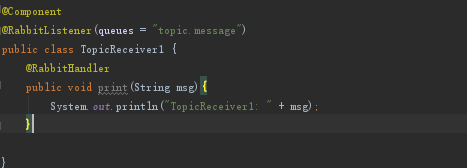 @Component
@RabbitListener(queues = "topic.message")
public class TopicReceiver1 {
@RabbitHandler
public void print(String msg){
System.out.println("TopicReceiver1: " + msg);
}
}